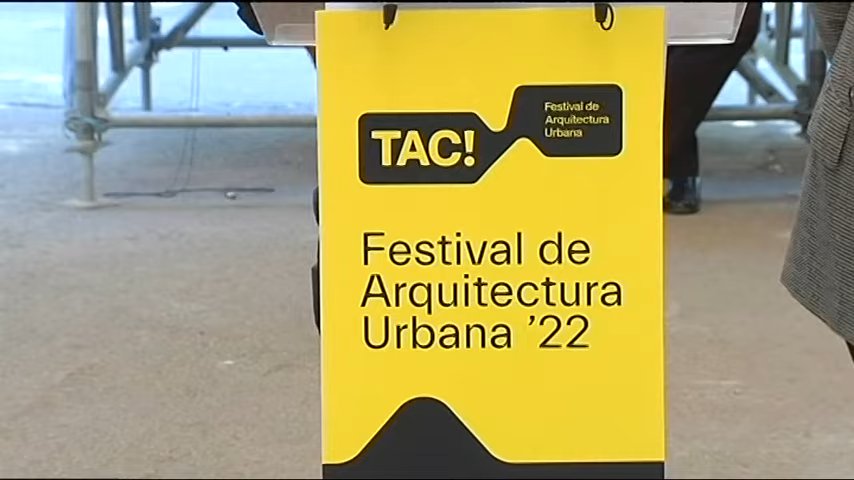 TAC!
Festival de
Arquitectura
Urbana
Festival de
Arquitectura
Urbana ’22